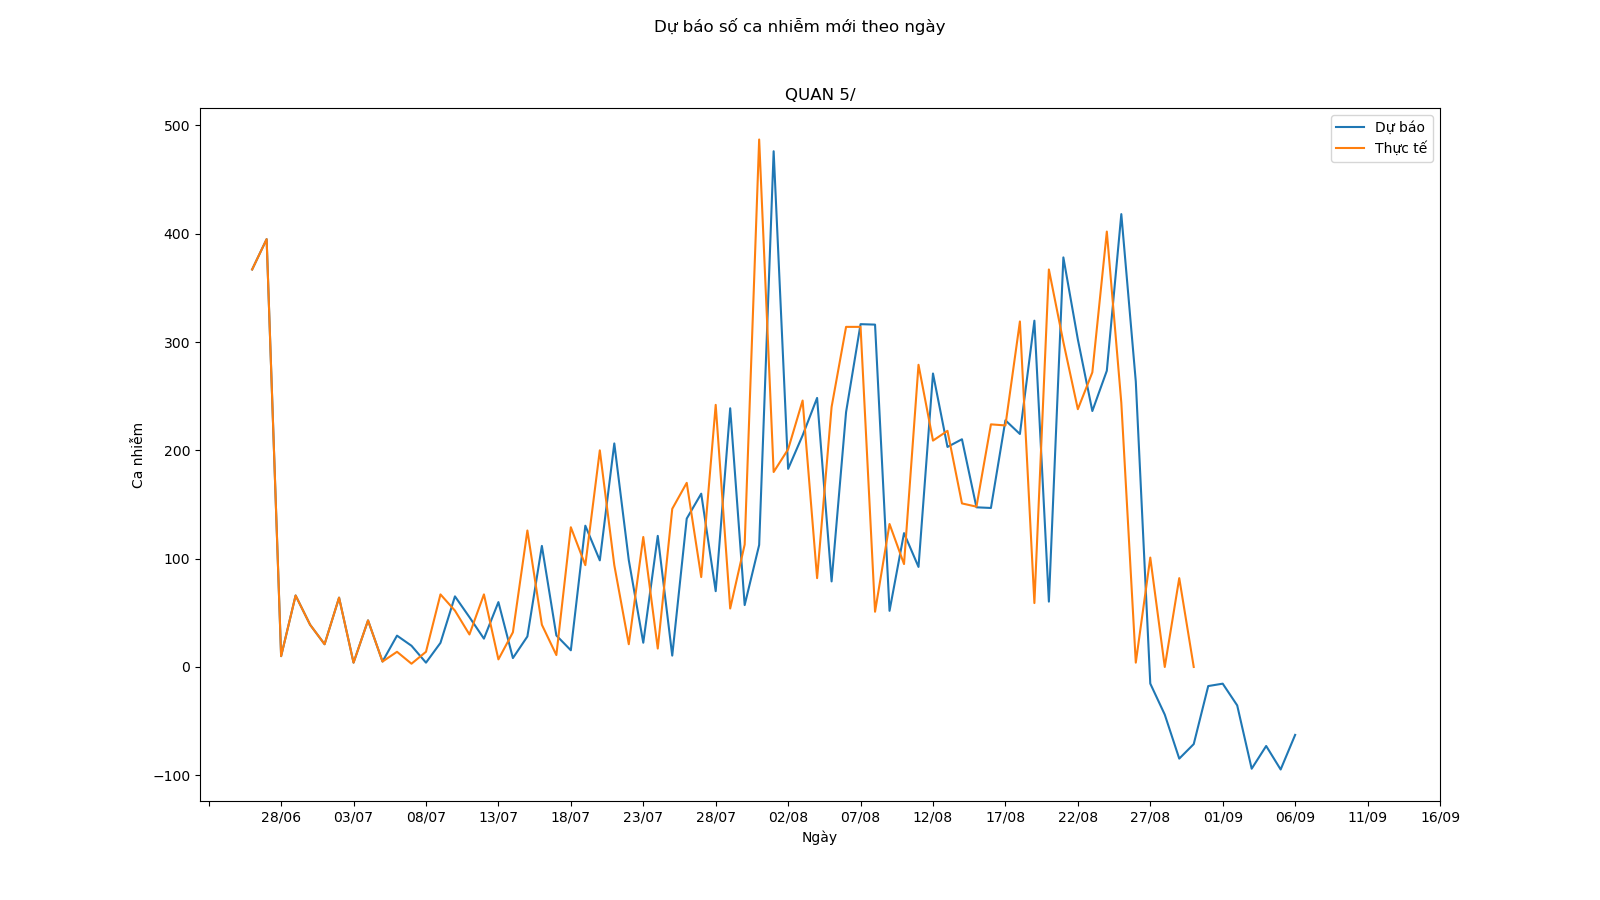 Dự báo số ca nhiễm mới theo ngày
QUAN 5/
Dự báo
Thực tế
500
400
300
200
100
0
−100
Ca nhiễm
28/06 03/07 08/07 13/07 18/07 23/07 28/07 02/08 07/08 12/08 17/08 22/08 27/08 01/09 06/09 11/09 16/09
Ngày